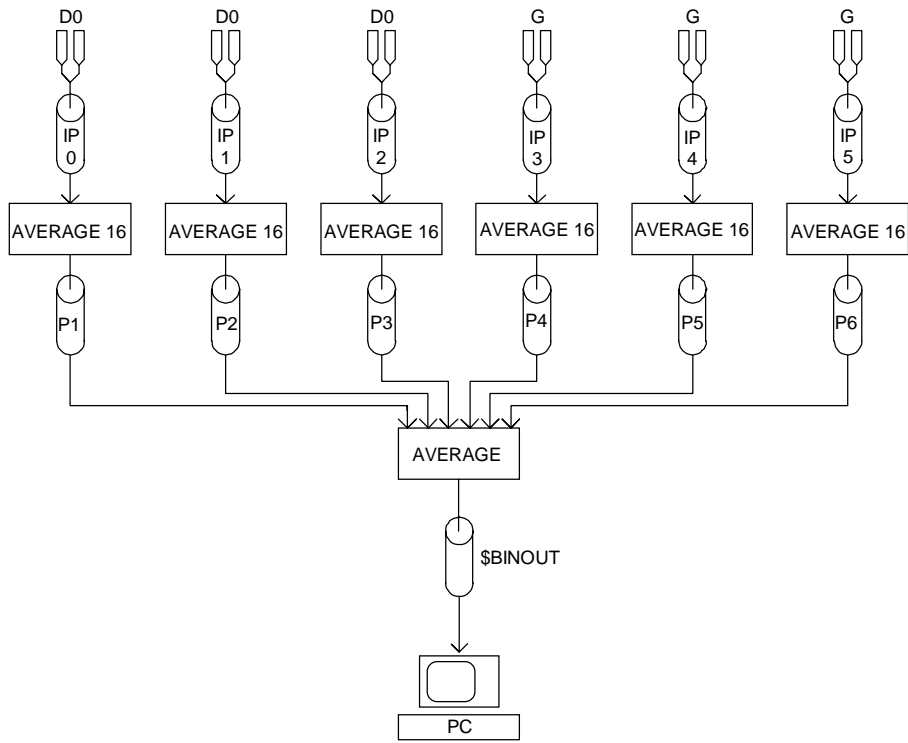 D0 D0 D0 G G G
IP 0 IP 1 IP 2 IP 3 IP 4 IP 5
AVERAGE 16 AVERAGE 16 AVERAGE 16 AVERAGE 16 AVERAGE 16 AVERAGE 16
P1 P2 P3 P4 P5 P6
AVERAGE
$BINOUT
PC